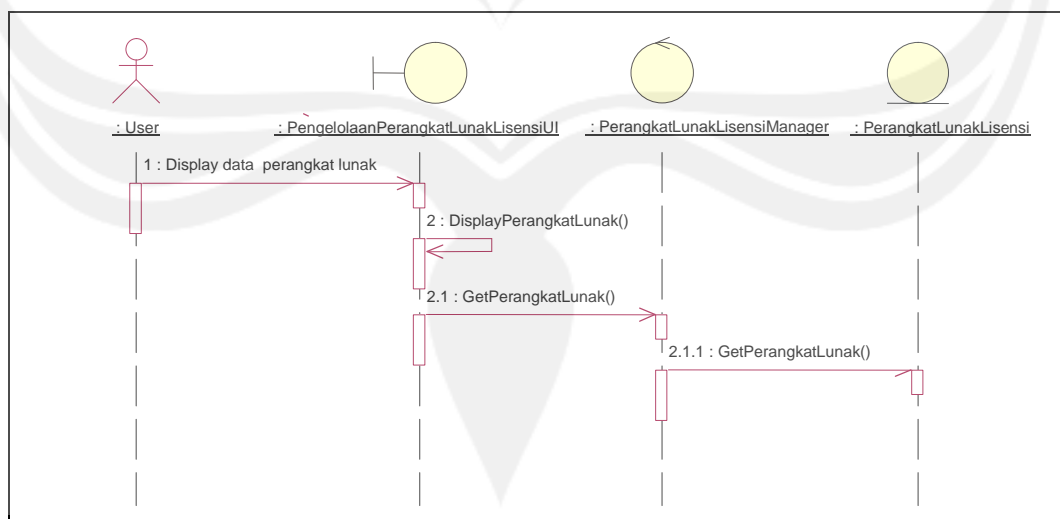 : User
: PengelolaanPerangkatLunakLisensiUI
: PerangkatLunakLisensiManager
: PerangkatLunakLisensi
1 : Display data perangkat lunak
2 : DisplayPerangkatLunak()
2.1 : GetPerangkatLunak()
2.1.1 : GetPerangkatLunak()